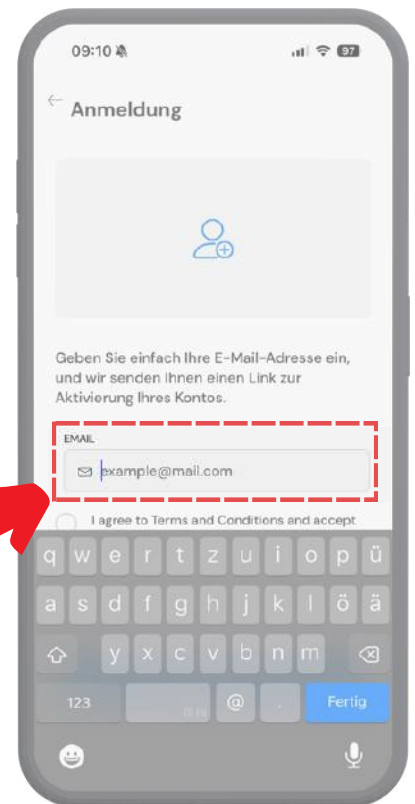 09:10
97
Anmeldung
Geben Sie einfach Ihre E-Mail-Adresse ein,
und wir senden Ihnen einen Link zur
Aktivierung Ihres Kontos.
EMAIL
example@mail.com
I agree to Terms and Conditions and accept
q w e r t z u i o p ü
a s d f g h j k l ö ä
y x c v b n m
123 @ . Fertig